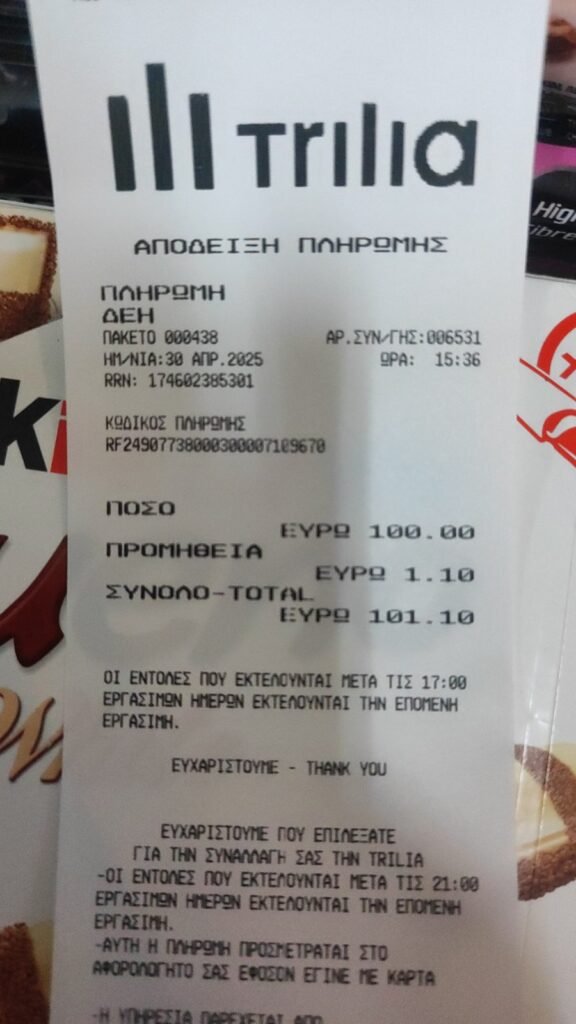 Trilia
ΑΠΟΔΕΙΞΗ ΠΛΗΡΩΜΗΣ
ΠΛΗΡΩΜΗ
ΔΕΗ
ΠΑΚΕΤΟ 000438 ΑΡ.ΣΥΝ/ΓΗΣ:006531
ΗΜ/ΝΙΑ:30 ΑΠΡ.2025 ΩΡΑ: 15:36
RRN: 174602385301
ΚΩΔΙΚΟΣ ΠΛΗΡΩΜΗΣ
RF24907738000300007109670
ΠΟΣΟ
ΕΥΡΩ 100.00
ΠΡΟΜΗΘΕΙΑ
ΕΥΡΩ 1.10
ΣΥΝΟΛΟ-TOTAL
ΕΥΡΩ 101.10
ΟΙ ΕΝΤΟΛΕΣ ΠΟΥ ΕΚΤΕΛΟΥΝΤΑΙ ΜΕΤΑ ΤΙΣ 17:00
ΕΡΓΑΣΙΜΩΝ ΗΜΕΡΩΝ ΕΚΤΕΛΟΥΝΤΑΙ ΤΗΝ ΕΠΟΜΕΝΗ
ΕΡΓΑΣΙΜΗ.
ΕΥΧΑΡΙΣΤΟΥΜΕ - THANK YOU
ΕΥΧΑΡΙΣΤΟΥΜΕ ΠΟΥ ΕΠΙΛΕΞΑΤΕ
ΓΙΑ ΤΗΝ ΣΥΝΑΛΛΑΓΗ ΣΑΣ ΤΗΝ TRILIA
-ΟΙ ΕΝΤΟΛΕΣ ΠΟΥ ΕΚΤΕΛΟΥΝΤΑΙ ΜΕΤΑ ΤΙΣ 21:00
ΕΡΓΑΣΙΜΩΝ ΗΜΕΡΩΝ ΕΚΤΕΛΟΥΝΤΑΙ ΤΗΝ ΕΠΟΜΕΝΗ
ΕΡΓΑΣΙΜΗ.
-ΑΥΤΗ Η ΠΛΗΡΩΜΗ ΠΡΟΣΜΕΤΡΑΤΑΙ ΣΤΟ
ΑΦΟΡΟΛΟΓΗΤΟ ΣΑΣ ΕΦΟΣΟΝ ΕΓΙΝΕ ΜΕ ΚΑΡΤΑ
-Η ΥΠΗΡΕΣΙΑ ΠΑΡΕΧΕΤΑΙ ΑΠΟ